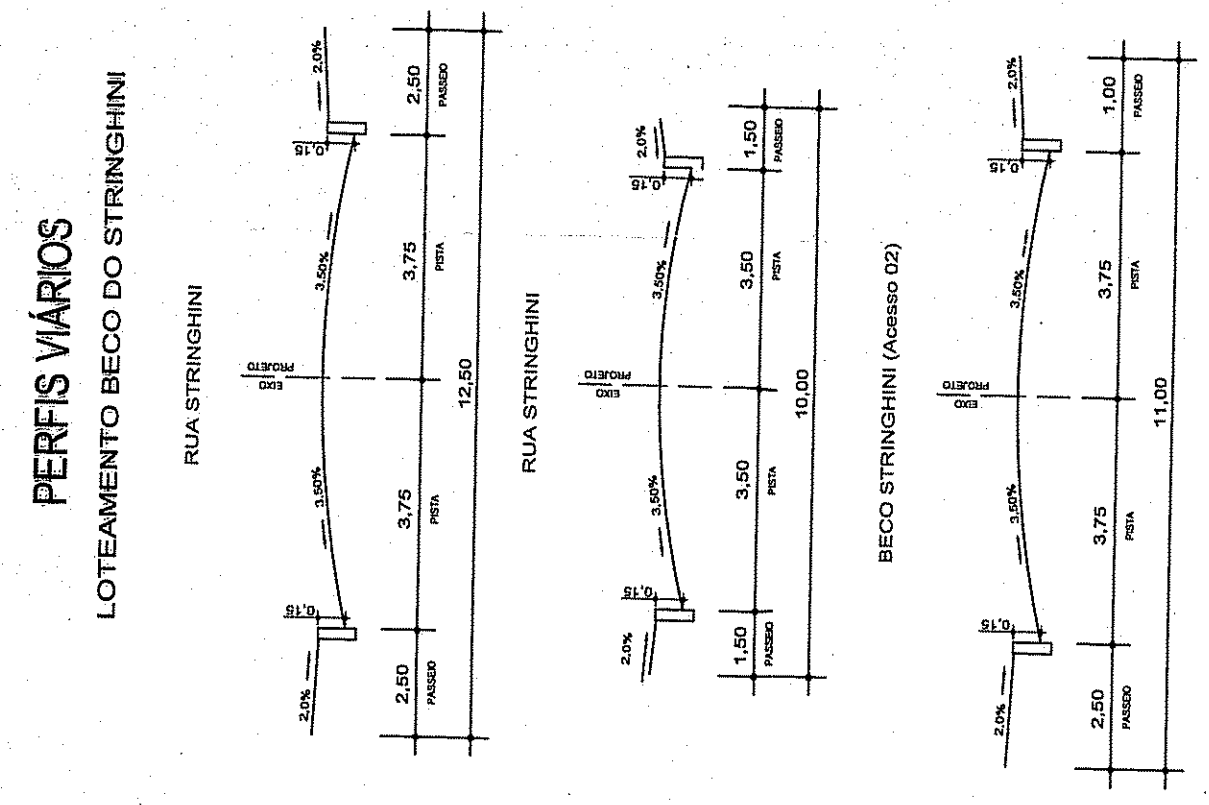 PERFIS VIÁRIOS
LOTEAMENTO BECO DO STRINGHINI
RUA STRINGHINI
2.0% 0,15 3.50% EIXO PROJETO 3.50% 0,15 2.0%
2,50 3,75 3,75 2,50
PASSEIO PISTA PISTA PASSEIO
12,50
RUA STRINGHINI
2.0% 0,15 3,50% EIXO PROJETO 3,50% 0,15 2.0%
1,50 3,50 3,50 1,50
PASSEIO PISTA PISTA PASSEIO
10,00
BECO STRINGHINI (Acesso 02)
2.0% 0,15 3,50% EIXO PROJETO 3,50% 0,15 2.0%
2,50 3,75 3,75 1,00
PASSEIO PISTA PISTA PASSEIO
11,00